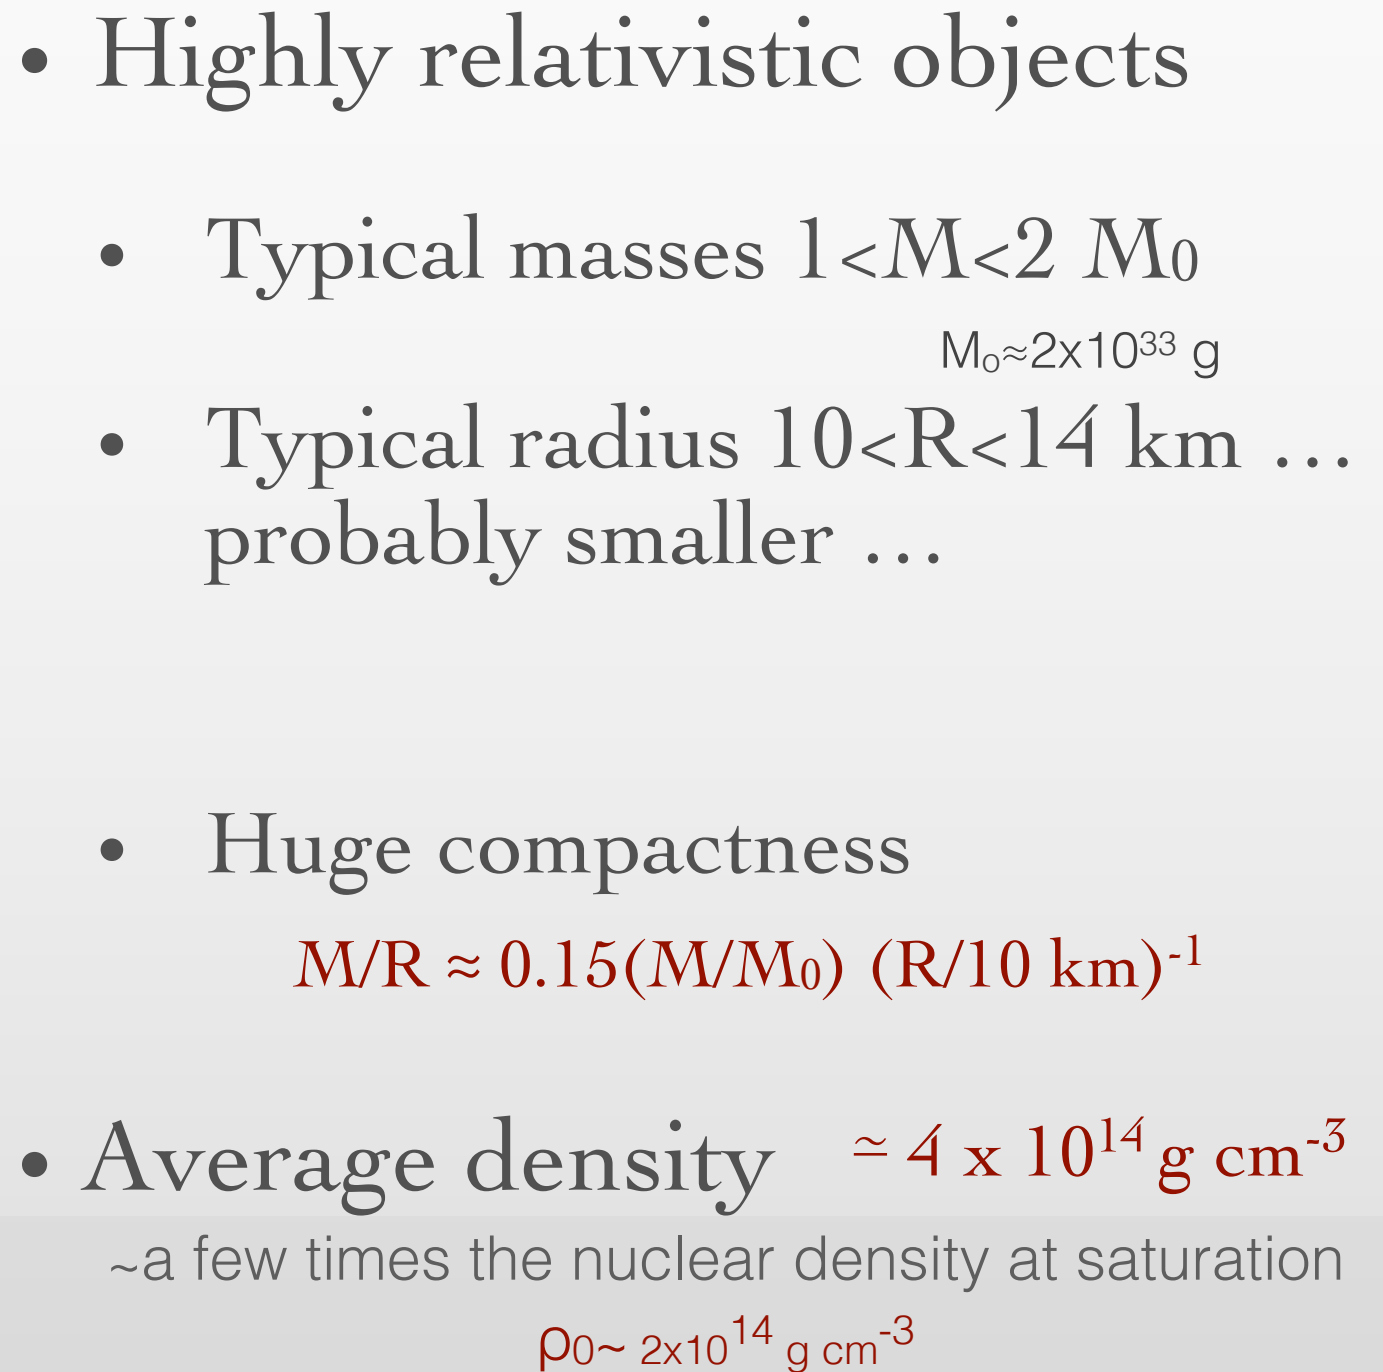 • Highly relativistic objects
• Typical masses 1<M<2 M₀
M₀≈2x10³³ g
• Typical radius 10<R<14 km …
probably smaller …
• Huge compactness
M/R ≈ 0.15(M/M₀) (R/10 km)⁻¹
• Average density ≃ 4 x 10¹⁴ g cm⁻³
~a few times the nuclear density at saturation
ρ₀~ 2x10¹⁴ g cm⁻³